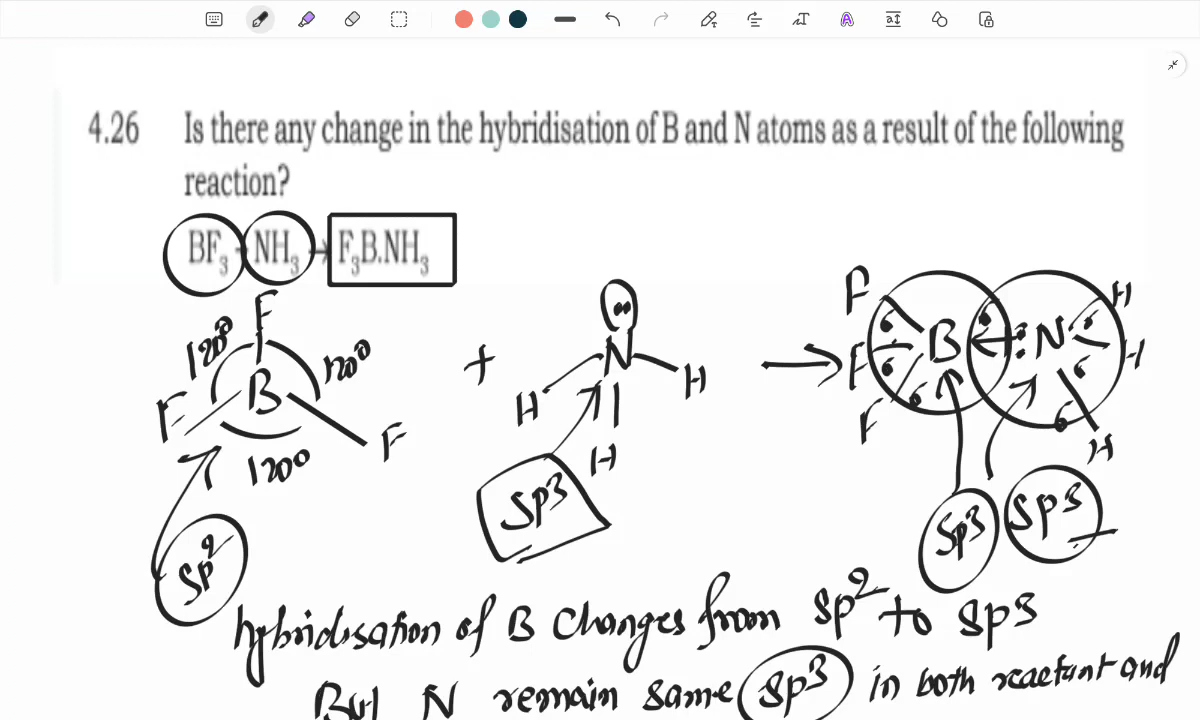 4.26 Is there any change in the hybridisation of B and N atoms as a result of the following
reaction?
BF₃ + NH₃ → F₃B.NH₃
F
120° 120°
B
F F
120°
sp²
+
N
H H
H
sp³
→
F H
F B N H
F H
sp³ sp³
hybridisation of B Changes from sp² to sp3
But N remain same sp³ in both reactant and